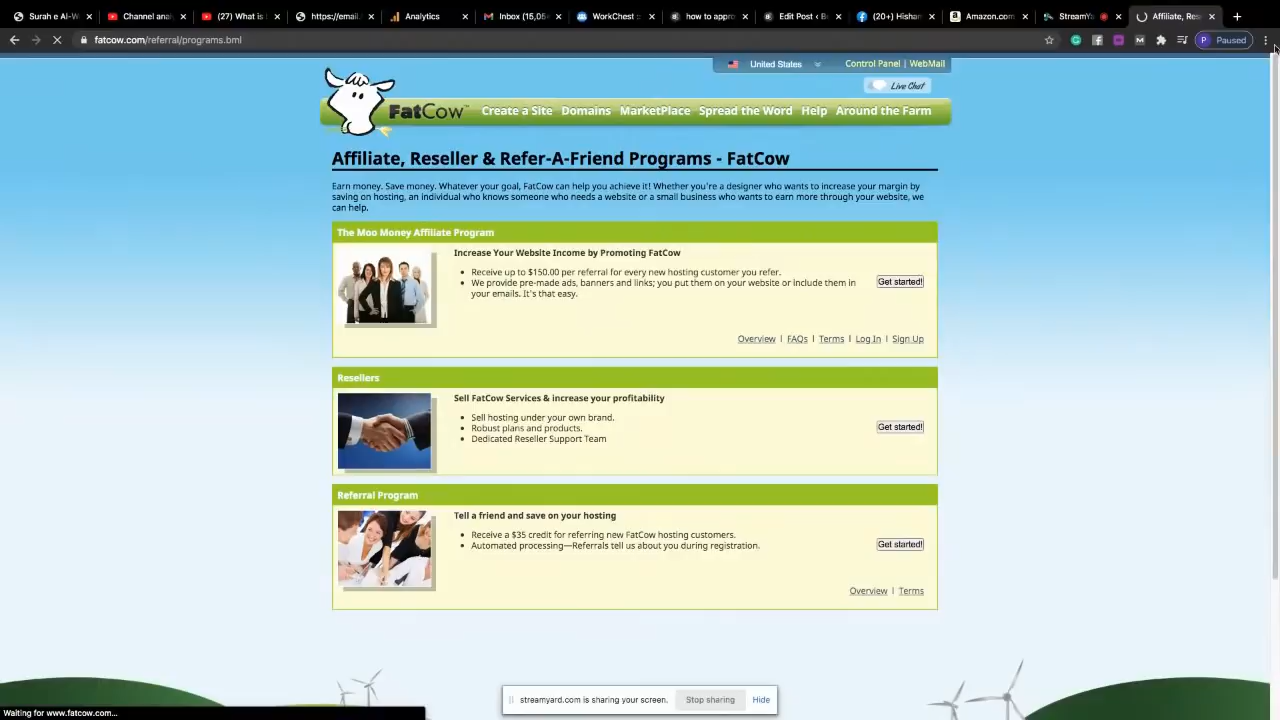 Surah e Al-W
Channel anal
(27) What is
https://email.
Analytics
Inbox (15,08
WorkChest
how to appro
Edit Post ‹ B
(20+) Hishan
Amazon.com
StreamYa
Affiliate, Res
fatcow.com/referral/programs.bml
Paused
United States
Control Panel | WebMail
Live Chat
FatCow™
Create a Site Domains MarketPlace Spread the Word Help Around the Farm
Affiliate, Reseller & Refer-A-Friend Programs - FatCow
Earn money. Save money. Whatever your goal, FatCow can help you achieve it! Whether you're a designer who wants to increase your margin by
saving on hosting, an individual who knows someone who needs a website or a small business who wants to earn more through your website, we
can help.
The Moo Money Affiliate Program
Increase Your Website Income by Promoting FatCow
• Receive up to $150.00 per referral for every new hosting customer you refer.
• We provide pre-made ads, banners and links; you put them on your website or include them in
your emails. It's that easy.
Get started!
Overview | FAQs | Terms | Log In | Sign Up
Resellers
Sell FatCow Services & increase your profitability
• Sell hosting under your own brand.
• Robust plans and products.
• Dedicated Reseller Support Team
Get started!
Referral Program
Tell a friend and save on your hosting
• Receive a $35 credit for referring new FatCow hosting customers.
• Automated processing—Referrals tell us about you during registration.
Get started!
Overview | Terms
streamyard.com is sharing your screen.
Stop sharing
Hide
Waiting for www.fatcow.com...